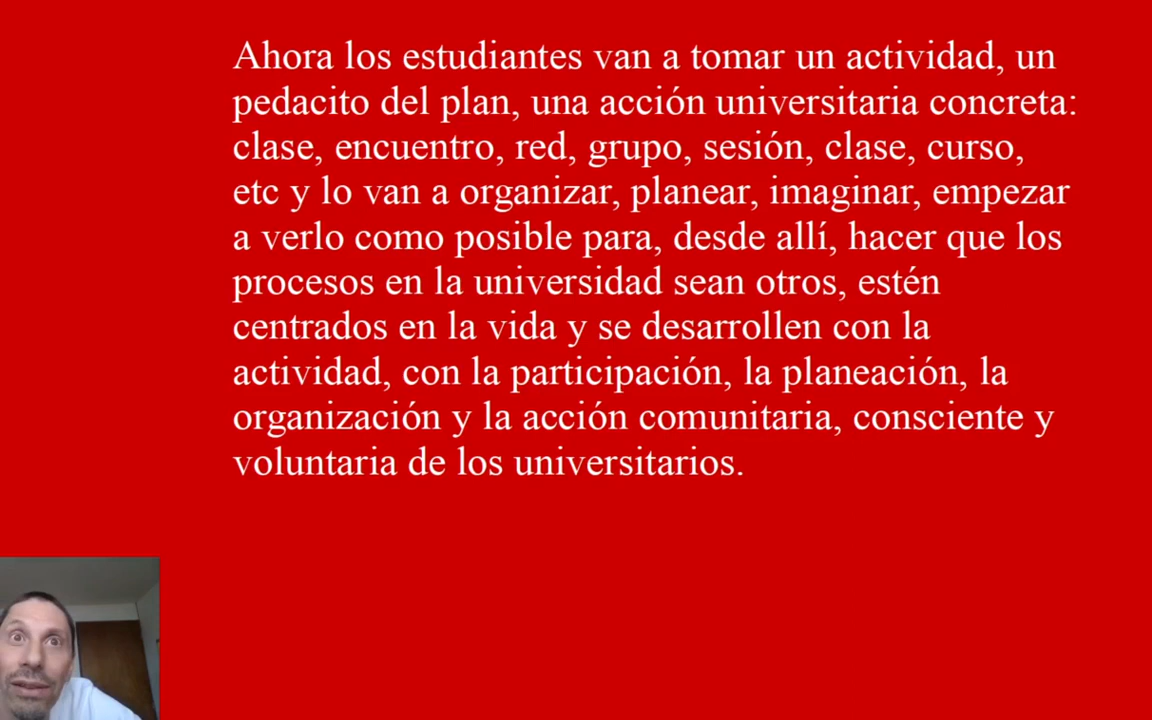 Ahora los estudiantes van a tomar un actividad, un
pedacito del plan, una acción universitaria concreta:
clase, encuentro, red, grupo, sesión, clase, curso,
etc y lo van a organizar, planear, imaginar, empezar
a verlo como posible para, desde allí, hacer que los
procesos en la universidad sean otros, estén
centrados en la vida y se desarrollen con la
actividad, con la participación, la planeación, la
organización y la acción comunitaria, consciente y
voluntaria de los universitarios.